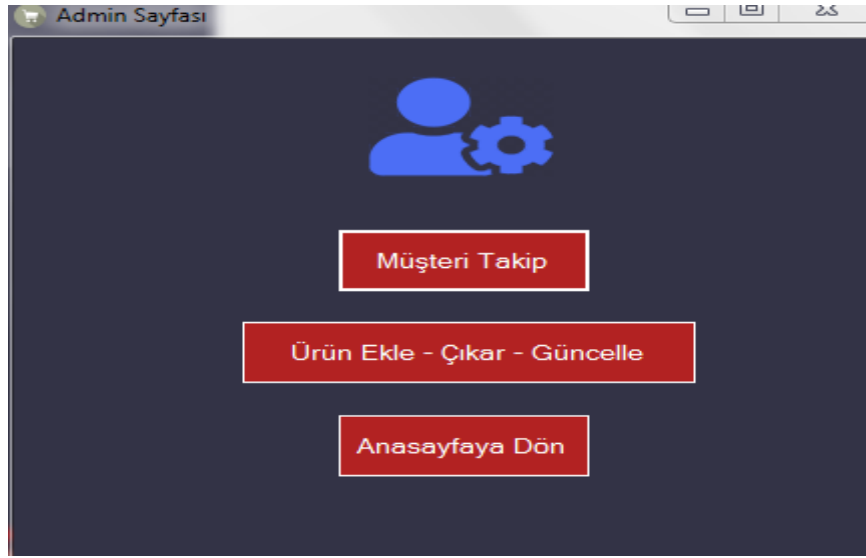 Admin Sayfası
Müşteri Takip
Ürün Ekle - Çıkar - Güncelle
Anasayfaya Dön